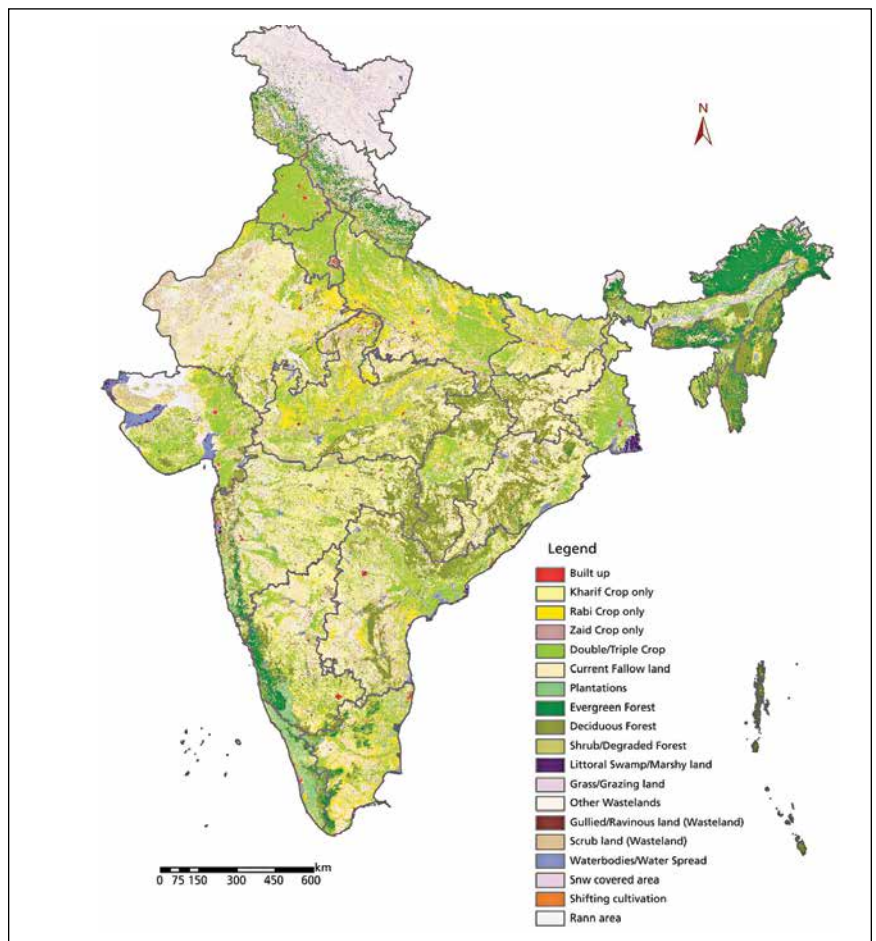 N
Legend
Built up
Kharif Crop only
Rabi Crop only
Zaid Crop only
Double/Triple Crop
Current Fallow land
Plantations
Evergreen Forest
Deciduous Forest
Shrub/Degraded Forest
Littoral Swamp/Marshy land
Grass/Grazing land
Other Wastelands
Gullied/Ravinous land (Wasteland)
Scrub land (Wasteland)
Waterbodies/Water Spread
Snw covered area
Shifting cultivation
Rann area
km
0 75 150 300 450 600